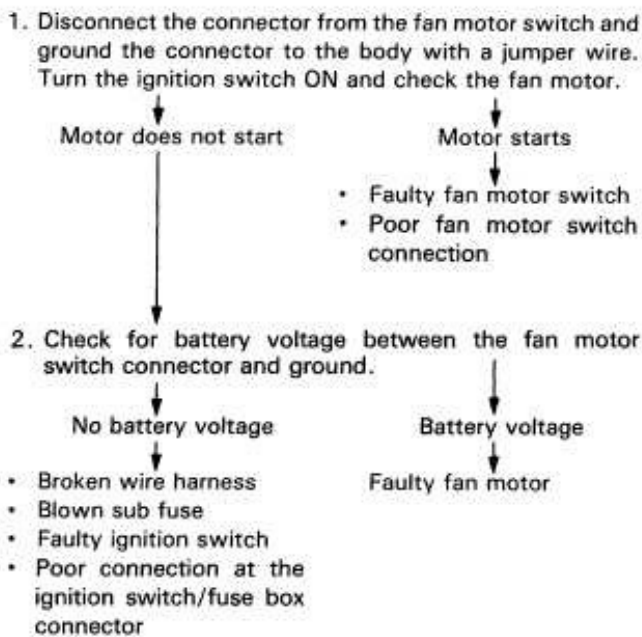 1. Disconnect the connector from the fan motor switch and
ground the connector to the body with a jumper wire.
Turn the ignition switch ON and check the fan motor.
Motor does not start
Motor starts
• Faulty fan motor switch
• Poor fan motor switch
connection
2. Check for battery voltage between the fan motor
switch connector and ground.
No battery voltage
Battery voltage
• Broken wire harness
• Blown sub fuse
• Faulty ignition switch
• Poor connection at the
ignition switch/fuse box
connector
Faulty fan motor